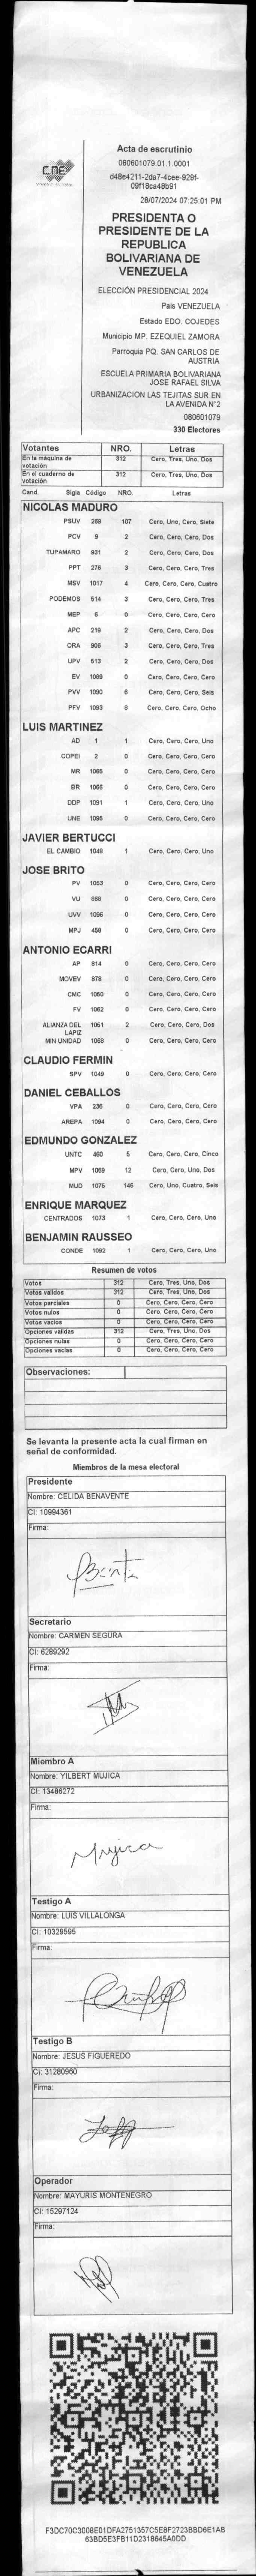 CNE
Acta de escrutinio
080601079.01.1.0001
d48e4211-2da7-4cee-929f-
09f18ca48b91
28/07/2024 07:25:01 PM
PRESIDENTA O
PRESIDENTE DE LA
REPUBLICA
BOLIVARIANA DE
VENEZUELA
ELECCIÓN PRESIDENCIAL 2024
País VENEZUELA
Estado EDO. COJEDES
Municipio MP. EZEQUIEL ZAMORA
Parroquia PQ. SAN CARLOS DE
AUSTRIA
ESCUELA PRIMARIA BOLIVARIANA
JOSE RAFAEL SILVA
URBANIZACION LAS TEJITAS SUR EN
LA AVENIDA N°2
080601079
330 Electores
Votantes NRO. Letras
En la máquina de votación 312 Cero, Tres, Uno, Dos
En el cuaderno de votación 312 Cero, Tres, Uno, Dos
Cand. Sigla Código NRO. Letras
NICOLAS MADURO
PSUV 269 107 Cero, Uno, Cero, Siete
PCV 9 2 Cero, Cero, Cero, Dos
TUPAMARO 931 2 Cero, Cero, Cero, Dos
PPT 276 3 Cero, Cero, Cero, Tres
MSV 1017 4 Cero, Cero, Cero, Cuatro
PODEMOS 514 3 Cero, Cero, Cero, Tres
MEP 6 0 Cero, Cero, Cero, Cero
APC 219 2 Cero, Cero, Cero, Dos
ORA 906 3 Cero, Cero, Cero, Tres
UPV 513 2 Cero, Cero, Cero, Dos
EV 1089 0 Cero, Cero, Cero, Cero
PVV 1090 6 Cero, Cero, Cero, Seis
PFV 1093 8 Cero, Cero, Cero, Ocho
LUIS MARTINEZ
AD 1 1 Cero, Cero, Cero, Uno
COPEI 2 0 Cero, Cero, Cero, Cero
MR 1065 0 Cero, Cero, Cero, Cero
BR 1066 0 Cero, Cero, Cero, Cero
DDP 1091 1 Cero, Cero, Cero, Uno
UNE 1095 0 Cero, Cero, Cero, Cero
JAVIER BERTUCCI
EL CAMBIO 1048 1 Cero, Cero, Cero, Uno
JOSE BRITO
PV 1053 0 Cero, Cero, Cero, Cero
VU 868 0 Cero, Cero, Cero, Cero
UVV 1096 0 Cero, Cero, Cero, Cero
MPJ 458 0 Cero, Cero, Cero, Cero
ANTONIO ECARRI
AP 814 0 Cero, Cero, Cero, Cero
MOVEV 878 0 Cero, Cero, Cero, Cero
CMC 1050 0 Cero, Cero, Cero, Cero
FV 1062 0 Cero, Cero, Cero, Cero
ALIANZA DEL LAPIZ 1051 2 Cero, Cero, Cero, Dos
MIN UNIDAD 1068 0 Cero, Cero, Cero, Cero
CLAUDIO FERMIN
SPV 1049 0 Cero, Cero, Cero, Cero
DANIEL CEBALLOS
VPA 236 0 Cero, Cero, Cero, Cero
AREPA 1094 0 Cero, Cero, Cero, Cero
EDMUNDO GONZALEZ
UNTC 460 5 Cero, Cero, Cero, Cinco
MPV 1069 12 Cero, Cero, Uno, Dos
MUD 1075 146 Cero, Uno, Cuatro, Seis
ENRIQUE MARQUEZ
CENTRADOS 1073 1 Cero, Cero, Cero, Uno
BENJAMIN RAUSSEO
CONDE 1092 1 Cero, Cero, Cero, Uno
Resumen de votos
Votos 312 Cero, Tres, Uno, Dos
Votos válidos 312 Cero, Tres, Uno, Dos
Votos parciales 0 Cero, Cero, Cero, Cero
Votos nulos 0 Cero, Cero, Cero, Cero
Votos vacíos 0 Cero, Cero, Cero, Cero
Opciones validas 312 Cero, Tres, Uno, Dos
Opciones nulas 0 Cero, Cero, Cero, Cero
Opciones vacías 0 Cero, Cero, Cero, Cero
Observaciones:
Se levanta la presente acta la cual firman en
señal de conformidad.
Miembros de la mesa electoral
Presidente
Nombre: CELIDA BENAVENTE
CI: 10994361
Firma:
Secretario
Nombre: CARMEN SEGURA
CI: 6289292
Firma:
Miembro A
Nombre: YILBERT MUJICA
CI: 13486272
Firma:
Mujica
Testigo A
Nombre: LUIS VILLALONGA
CI: 10329595
Firma:
Testigo B
Nombre: JESUS FIGUEREDO
CI: 31280960
Firma:
Operador
Nombre: MAYURIS MONTENEGRO
CI: 15297124
Firma:
F3DC70C3008E01DFA2751357C5E8F2723BBD6E1AB
63BD5E3FB11D2318645A0DD